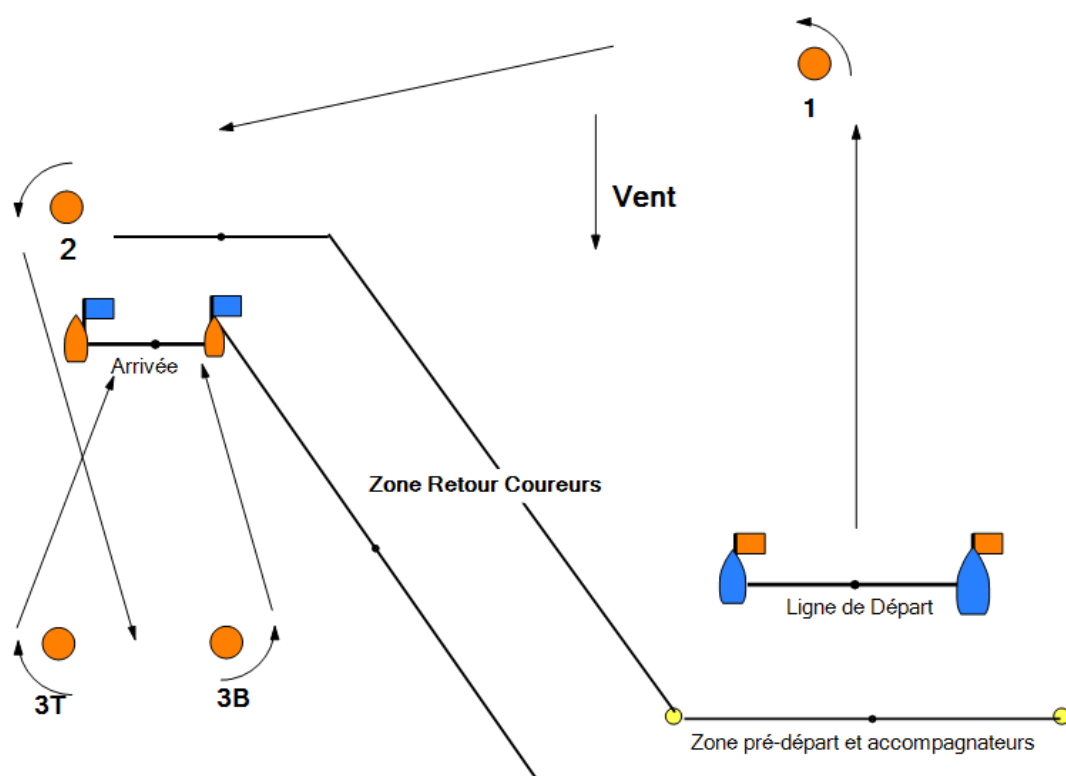 1
Vent
2
Arrivée
Zone Retour Coureurs
Ligne de Départ
3T
3B
Zone pré-départ et accompagnateurs